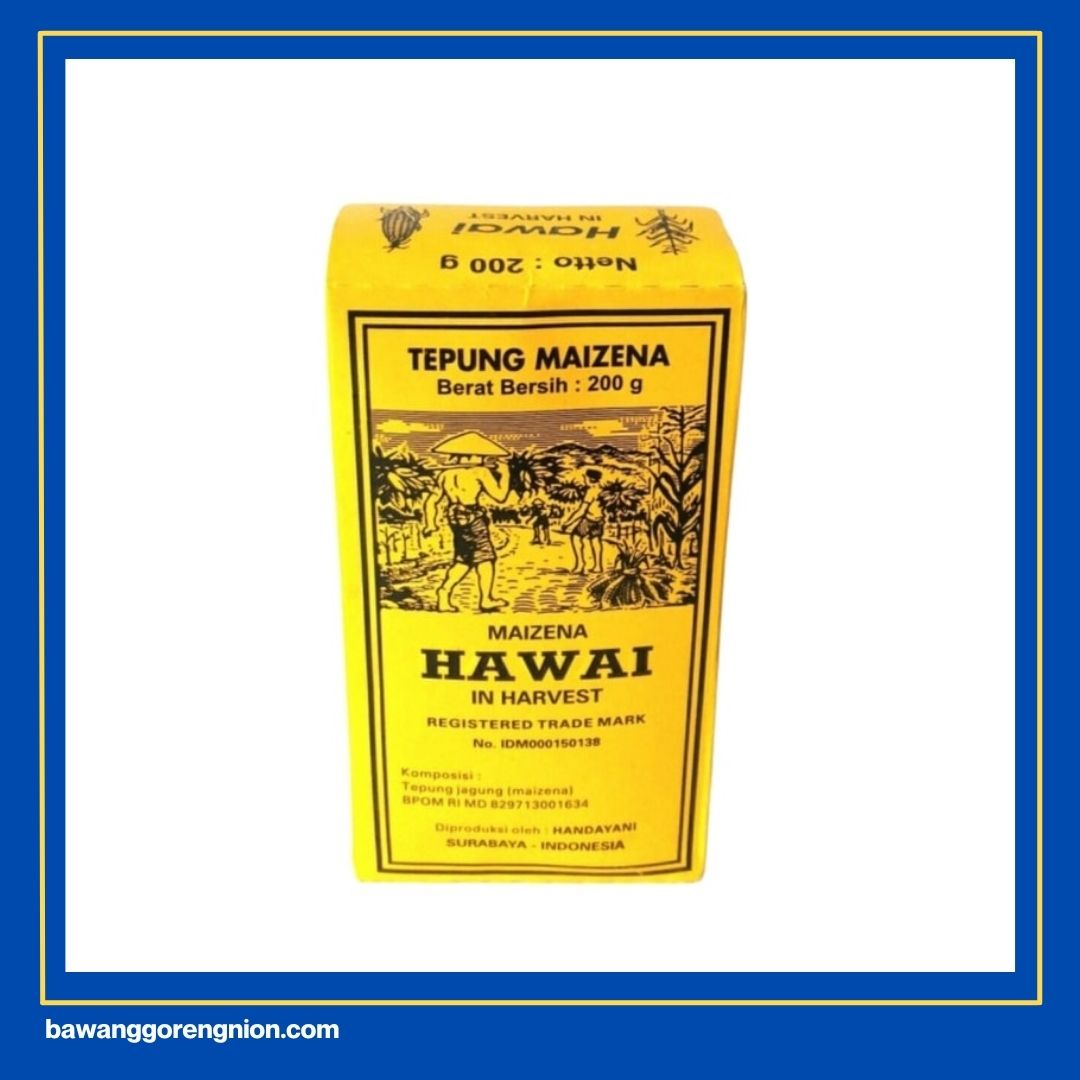 Hawai
IN HARVEST
Netto : 200 g
TEPUNG MAIZENA
Berat Bersih : 200 g
MAIZENA
HAWAI
IN HARVEST
REGISTERED TRADE MARK
No. IDM000150138
Komposisi :
Tepung jagung (maizena)
BPOM RI MD 829713001634
Diproduksi oleh : HANDAYANI
SURABAYA - INDONESIA
bawanggorengnion.com